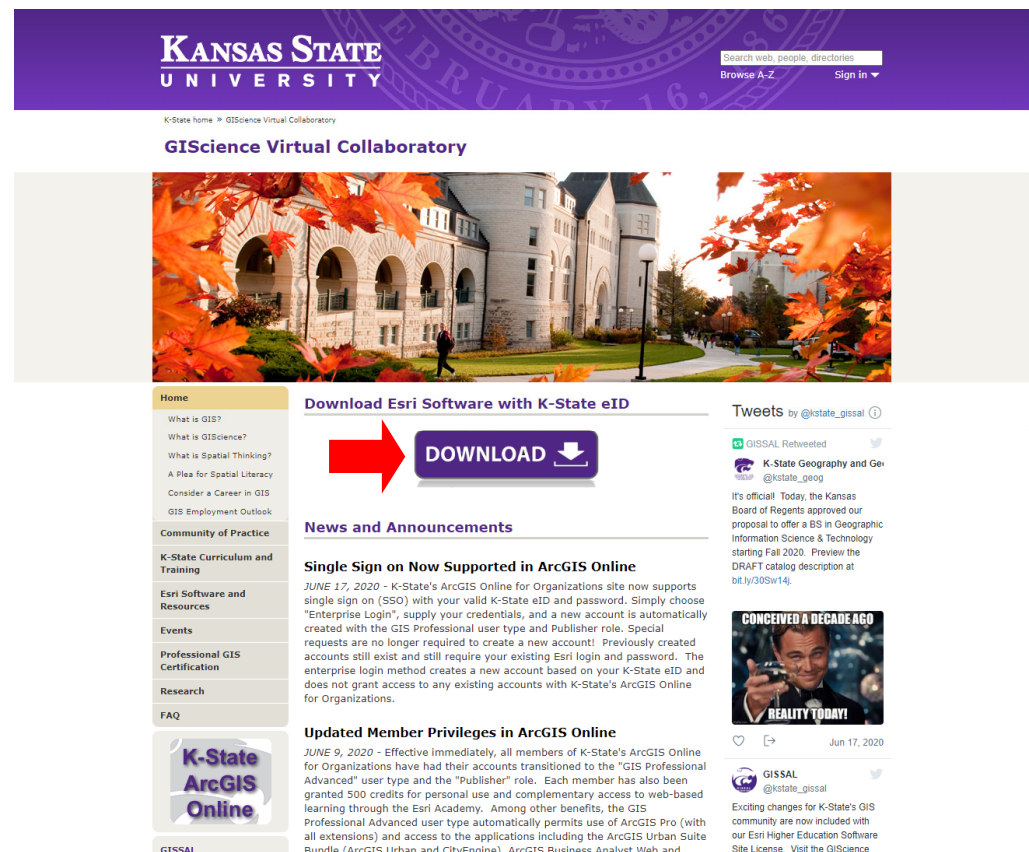 KANSAS STATE
UNIVERSITY
Search web, people, directories
Browse A-Z
Sign in
K-State home » GIScience Virtual Collaboratory
GIScience Virtual Collaboratory
Home
What is GIS?
What is GIScience?
What is Spatial Thinking?
A Plea for Spatial Literacy
Consider a Career in GIS
GIS Employment Outlook
Community of Practice
K-State Curriculum and
Training
Esri Software and
Resources
Events
Professional GIS
Certification
Research
FAQ
K-State
ArcGIS
Online
GISSAL
Download Esri Software with K-State eID
DOWNLOAD
News and Announcements
Single Sign on Now Supported in ArcGIS Online
JUNE 17, 2020 - K-State's ArcGIS Online for Organizations site now supports
single sign on (SSO) with your valid K-State eID and password. Simply choose
"Enterprise Login", supply your credentials, and a new account is automatically
created with the GIS Professional user type and Publisher role. Special
requests are no longer required to create a new account! Previously created
accounts still exist and still require your existing Esri login and password. The
enterprise login method creates a new account based on your K-State eID and
does not grant access to any existing accounts with K-State's ArcGIS Online
for Organizations.
Updated Member Privileges in ArcGIS Online
JUNE 9, 2020 - Effective immediately, all members of K-State's ArcGIS Online
for Organizations have had their accounts transitioned to the "GIS Professional
Advanced" user type and the "Publisher" role. Each member has also been
granted 500 credits for personal use and complementary access to web-based
learning through the Esri Academy. Among other benefits, the GIS
Professional Advanced user type automatically permits use of ArcGIS Pro (with
all extensions) and access to the applications including the ArcGIS Urban Suite
Bundle (ArcGIS Urban and CityEngine), ArcGIS Business Analyst Web and
Tweets by @kstate_gissal
GISSAL Retweeted
K-State Geography and Geo
@kstate_geog
It's official! Today, the Kansas
Board of Regents approved our
proposal to offer a BS in Geographic
Information Science & Technology
starting Fall 2020. Preview the
DRAFT catalog description at
bit.ly/30Sw14j.
CONCEIVED A DECADE AGO
REALITY TODAY!
Jun 17, 2020
GISSAL
@kstate_gissal
Exciting changes for K-State's GIS
community are now included with
our Esri Higher Education Software
Site License. Visit the GIScience